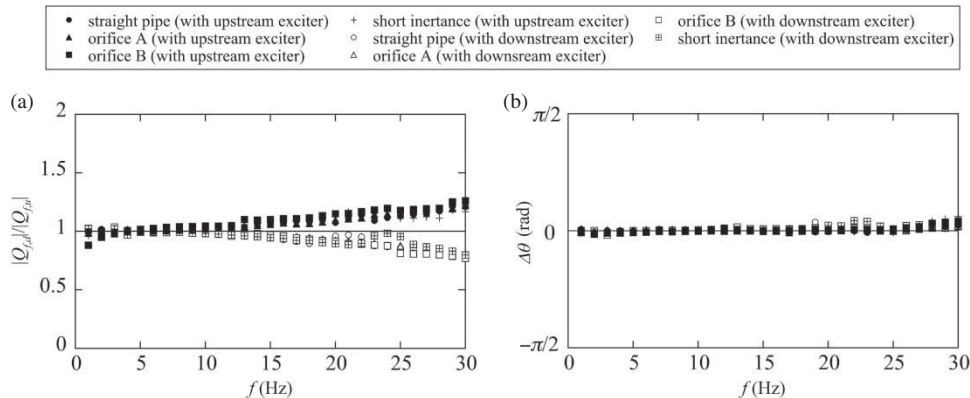 straight pipe (with upstream exciter)
short inertance (with upstream exciter)
orifice B (with downstream exciter)
orifice A (with upstream exciter)
straight pipe (with downstream exciter)
short inertance (with downstream exciter)
orifice B (with upstream exciter)
orifice A (with downsream exciter)
(a)
2
1.5
1
0.5
0
|Q_{f,d}|/|Q_{f,u}|
0 5 10 15 20 25 30
f (Hz)
(b)
π/2
0
−π/2
Δθ (rad)
0 5 10 15 20 25 30
f (Hz)